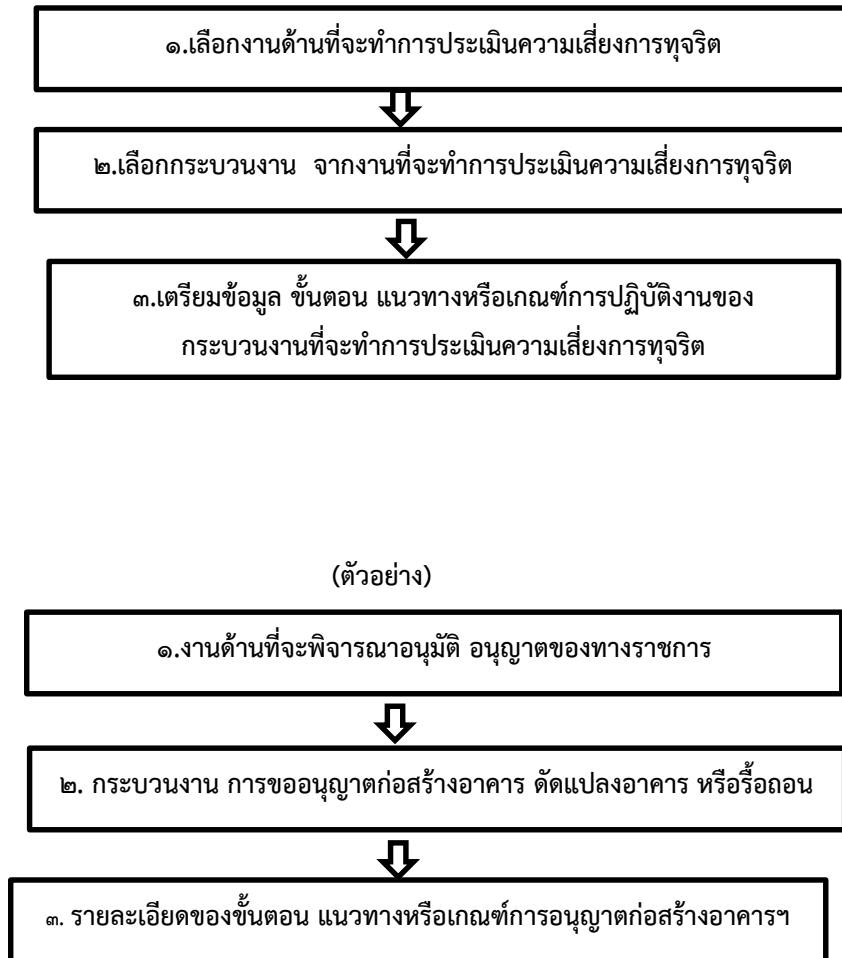 ๑.เลือกงานด้านที่จะทำการประเมินความเสี่ยงการทุจริต
๒.เลือกกระบวนงาน จากงานที่จะทำการประเมินความเสี่ยงการทุจริต
๓.เตรียมข้อมูล ขั้นตอน แนวทางหรือเกณฑ์การปฏิบัติงานของ
กระบวนงานที่จะทำการประเมินความเสี่ยงการทุจริต
(ตัวอย่าง)
๑.งานด้านที่จะพิจารณาอนุมัติ อนุญาตของทางราชการ
๒. กระบวนงาน การขออนุญาตก่อสร้างอาคาร ดัดแปลงอาคาร หรือรื้อถอน
๓. รายละเอียดของขั้นตอน แนวทางหรือเกณฑ์การอนุญาตก่อสร้างอาคารฯ